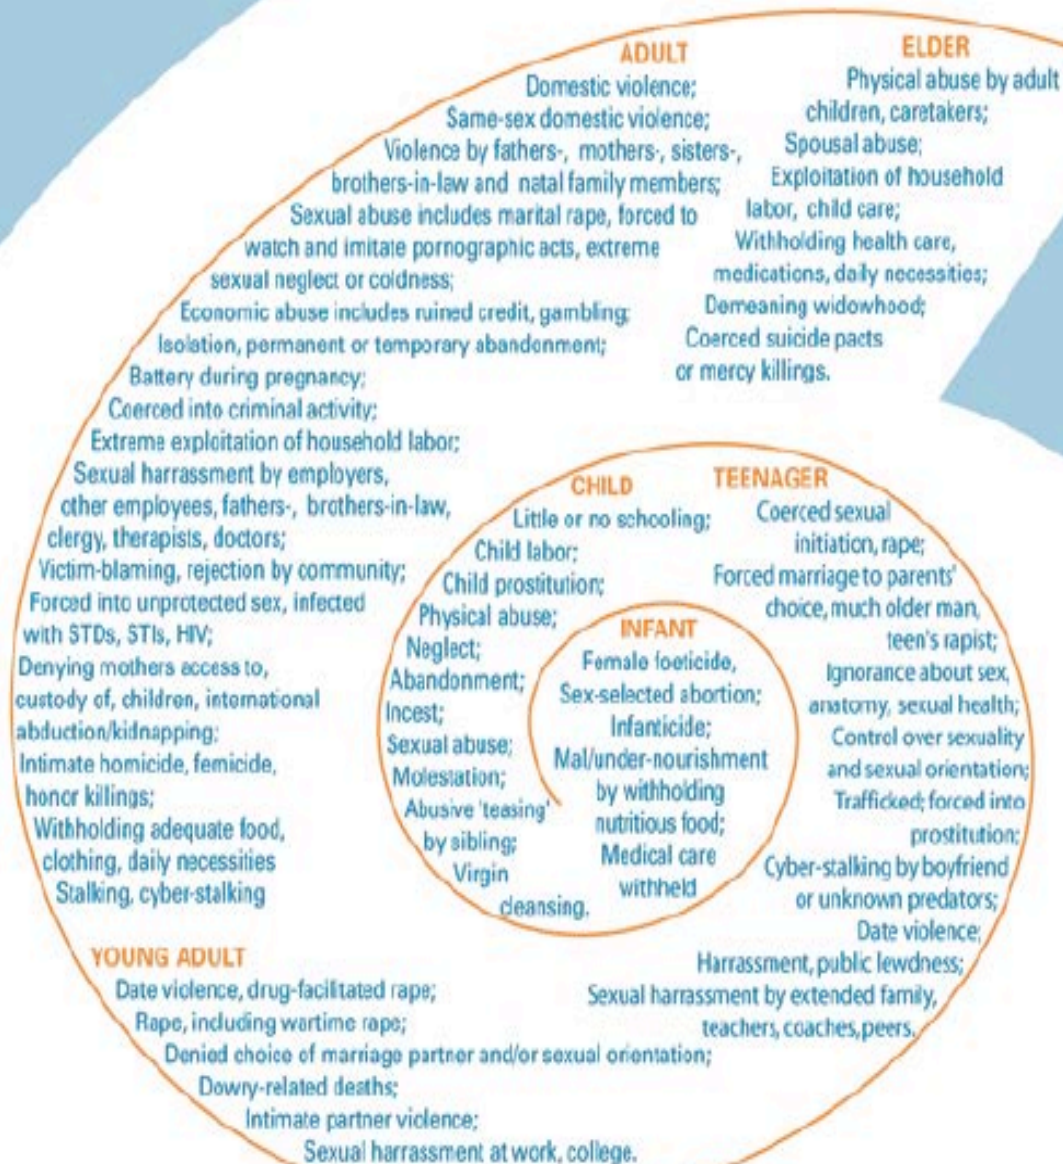 ADULT
Domestic violence;
Same-sex domestic violence;
Violence by fathers-, mothers-, sisters-,
brothers-in-law and natal family members;
Sexual abuse includes marital rape, forced to
watch and imitate pornographic acts, extreme
sexual neglect or coldness;
Economic abuse includes ruined credit, gambling;
Isolation, permanent or temporary abandonment;
Battery during pregnancy;
Coerced into criminal activity;
Extreme exploitation of household labor;
Sexual harrassment by employers,
other employees, fathers-, brothers-in-law,
clergy, therapists, doctors;
Victim-blaming, rejection by community;
Forced into unprotected sex, infected
with STDs, STIs, HIV;
Denying mothers access to,
custody of, children, international
abduction/kidnapping;
Intimate homicide, femicide,
honor killings;
Withholding adequate food,
clothing, daily necessities
Stalking, cyber-stalking
ELDER
Physical abuse by adult
children, caretakers;
Spousal abuse;
Exploitation of household
labor, child care;
Withholding health care,
medications, daily necessities;
Demeaning widowhood;
Coerced suicide pacts
or mercy killings.
CHILD
Little or no schooling;
Child labor;
Child prostitution;
Physical abuse;
Neglect;
Abandonment;
Incest;
Sexual abuse;
Molestation;
Abusive 'teasing'
by sibling;
Virgin
cleansing.
TEENAGER
Coerced sexual
initiation, rape;
Forced marriage to parents'
choice, much older man,
teen's rapist;
Ignorance about sex,
anatomy, sexual health;
Control over sexuality
and sexual orientation;
Trafficked; forced into
prostitution;
Cyber-stalking by boyfriend
or unknown predators;
Date violence;
Harrassment, public lewdness;
Sexual harrassment by extended family,
teachers, coaches, peers.
INFANT
Female foeticide,
Sex-selected abortion;
Infanticide;
Mal/under-nourishment
by withholding
nutritious food;
Medical care
withheld
YOUNG ADULT
Date violence, drug-facilitated rape;
Rape, including wartime rape;
Denied choice of marriage partner and/or sexual orientation;
Dowry-related deaths;
Intimate partner violence;
Sexual harrassment at work, college.